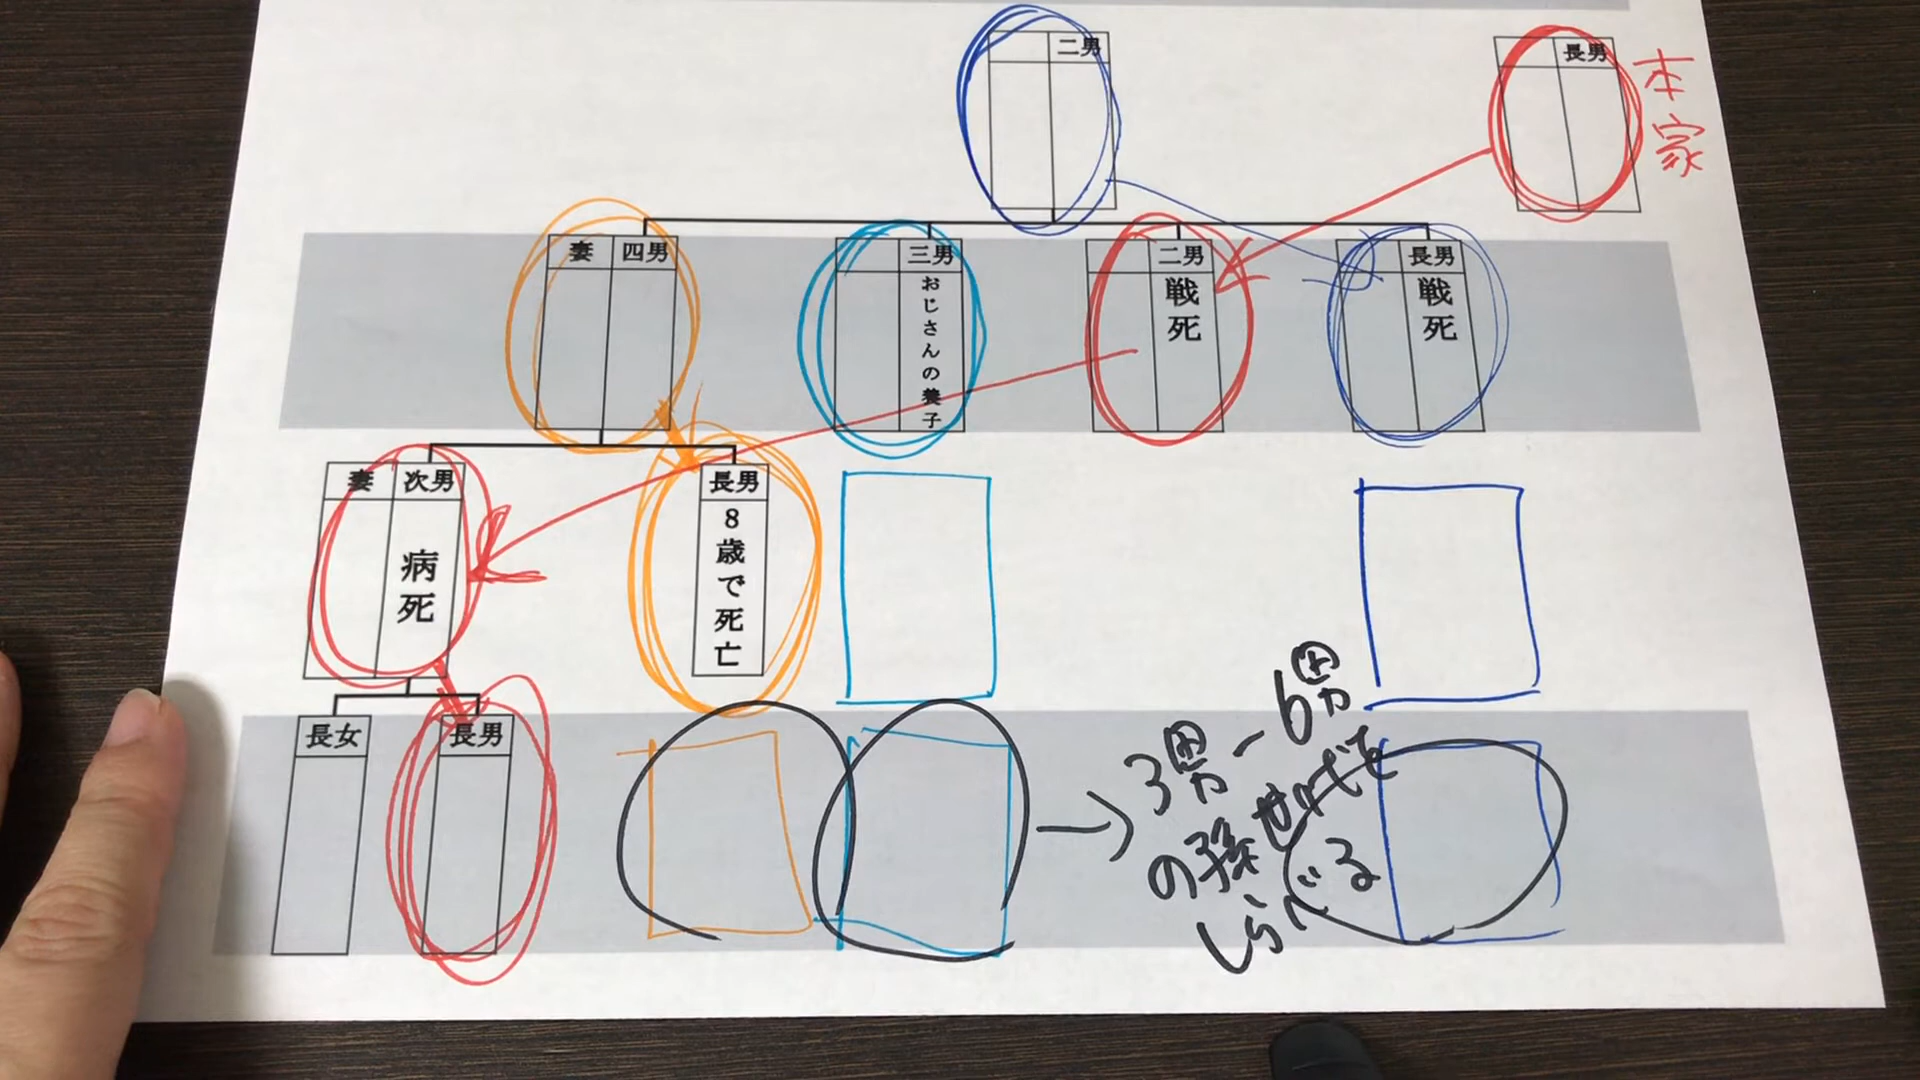 二男
長男
本家
妻 四男
三男
おじさんの養子
二男
戦死
長男
戦死
妻 次男
病死
長男
8歳で死亡
長女
長男
→3男-6男
の孫世代を
しらべる